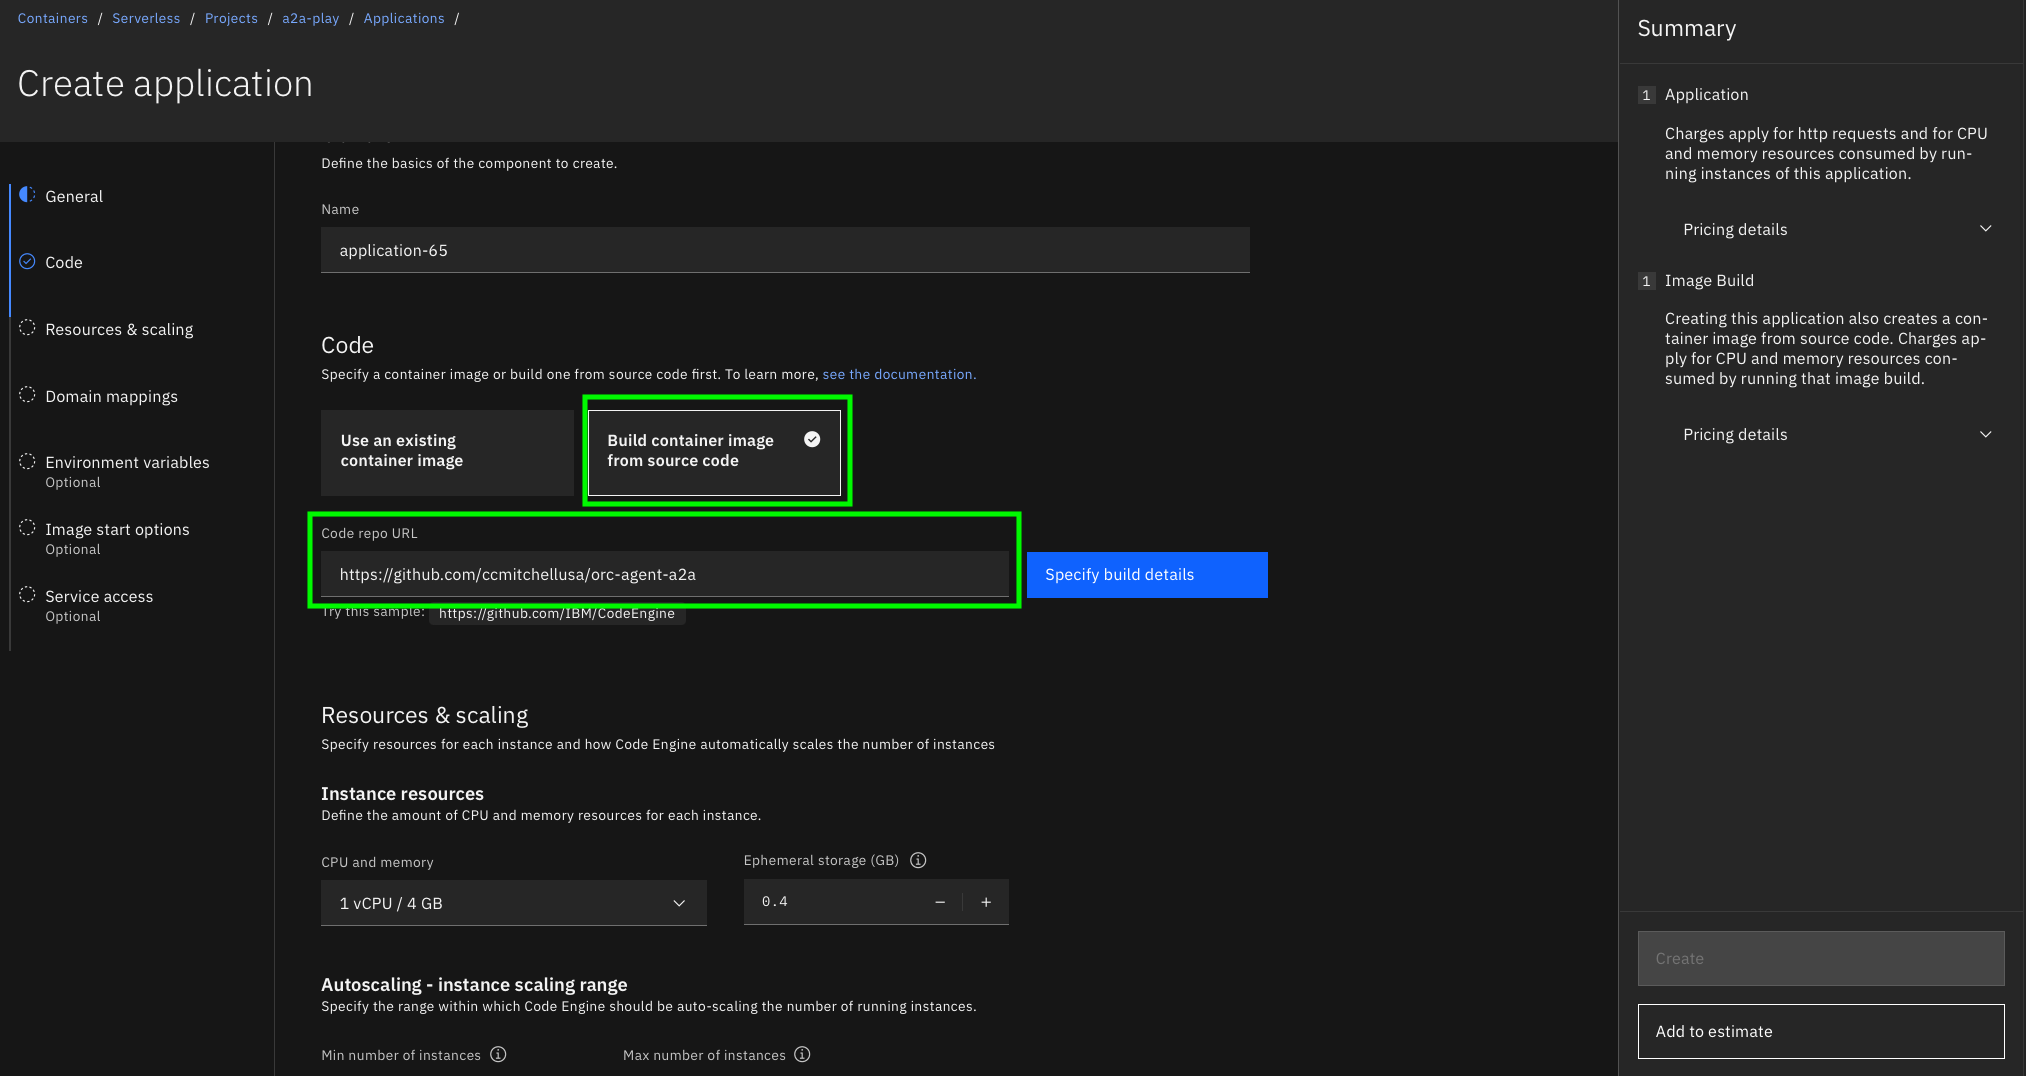 Containers / Serverless / Projects / a2a-play / Applications /
Create application
General
Code
Resources & scaling
Domain mappings
Environment variables
Optional
Image start options
Optional
Service access
Optional
Define the basics of the component to create.
Name
application-65
Code
Specify a container image or build one from source code first. To learn more, see the documentation.
Use an existing
container image
Build container image
from source code
Code repo URL
https://github.com/ccmitchellusa/orc-agent-a2a
Specify build details
Try this sample: https://github.com/IBM/CodeEngine
Resources & scaling
Specify resources for each instance and how Code Engine automatically scales the number of instances
Instance resources
Define the amount of CPU and memory resources for each instance.
CPU and memory
1 vCPU / 4 GB
Ephemeral storage (GB)
0.4
Autoscaling - instance scaling range
Specify the range within which Code Engine should be auto-scaling the number of running instances.
Min number of instances
Max number of instances
Summary
1 Application
Charges apply for http requests and for CPU
and memory resources consumed by run-
ning instances of this application.
Pricing details
1 Image Build
Creating this application also creates a con-
tainer image from source code. Charges ap-
ply for CPU and memory resources con-
sumed by running that image build.
Pricing details
Create
Add to estimate